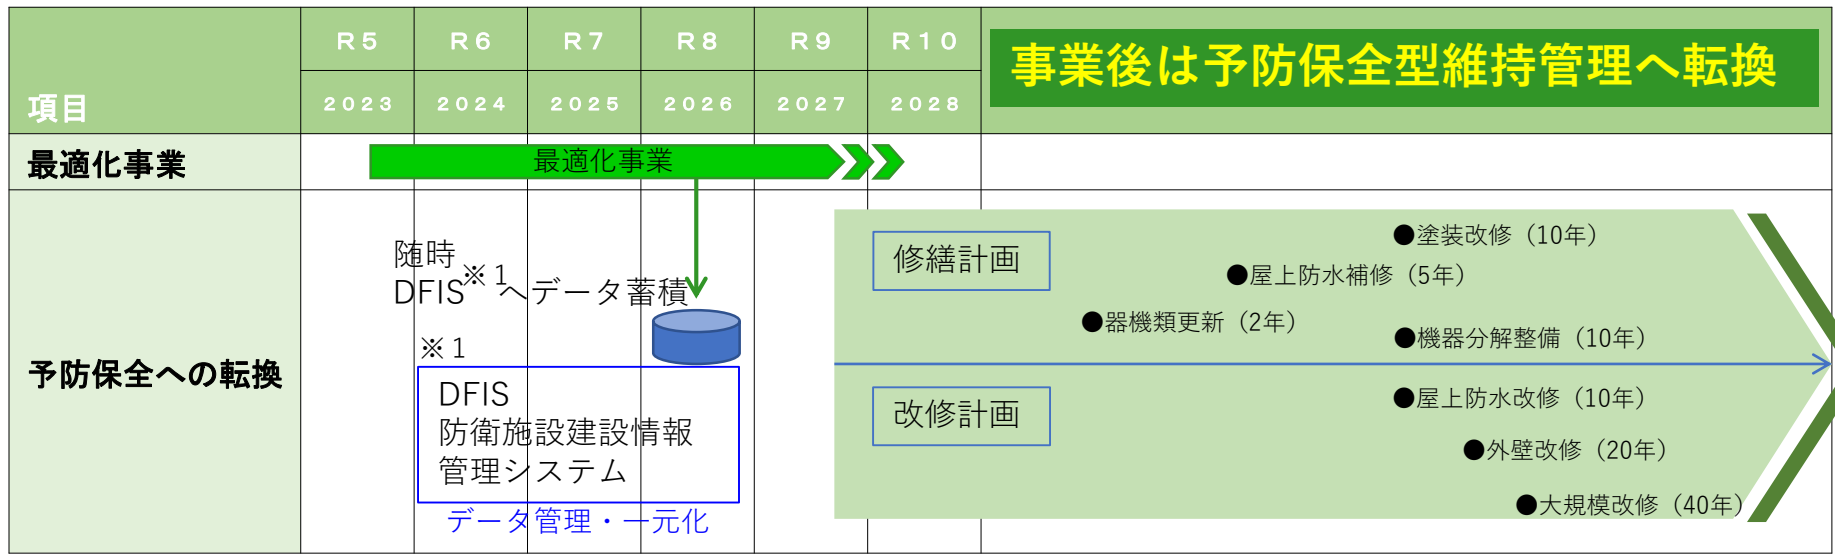 項目
R5
R6
R7
R8
R9
R10
2023
2024
2025
2026
2027
2028
事業後は予防保全型維持管理へ転換
最適化事業
最適化事業
予防保全への転換
随時
DFIS※1へデータ蓄積
※1
DFIS
防衛施設建設情報
管理システム
データ管理・一元化
修繕計画
●塗装改修（10年）
●屋上防水補修（5年）
●器機類更新（2年）
●機器分解整備（10年）
改修計画
●屋上防水改修（10年）
●外壁改修（20年）
●大規模改修（40年）